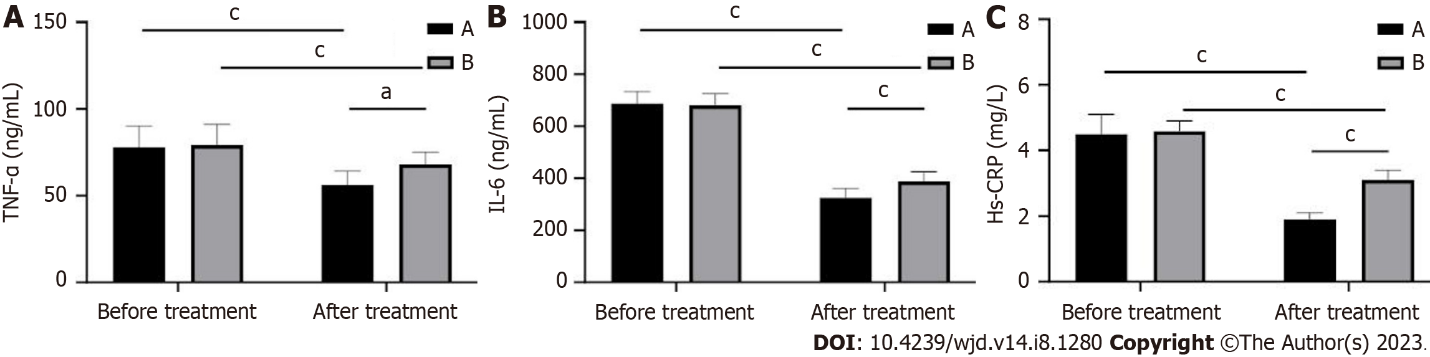 A
TNF-α (ng/mL)
150
100
50
0
c
c
a
A
B
Before treatment
After treatment
B
IL-6 (ng/mL)
1000
800
600
400
200
0
c
c
c
A
B
Before treatment
After treatment
C
Hs-CRP (mg/L)
8
6
4
2
0
c
c
c
A
B
Before treatment
After treatment
DOI: 10.4239/wjd.v14.i8.1280 Copyright ©The Author(s) 2023.